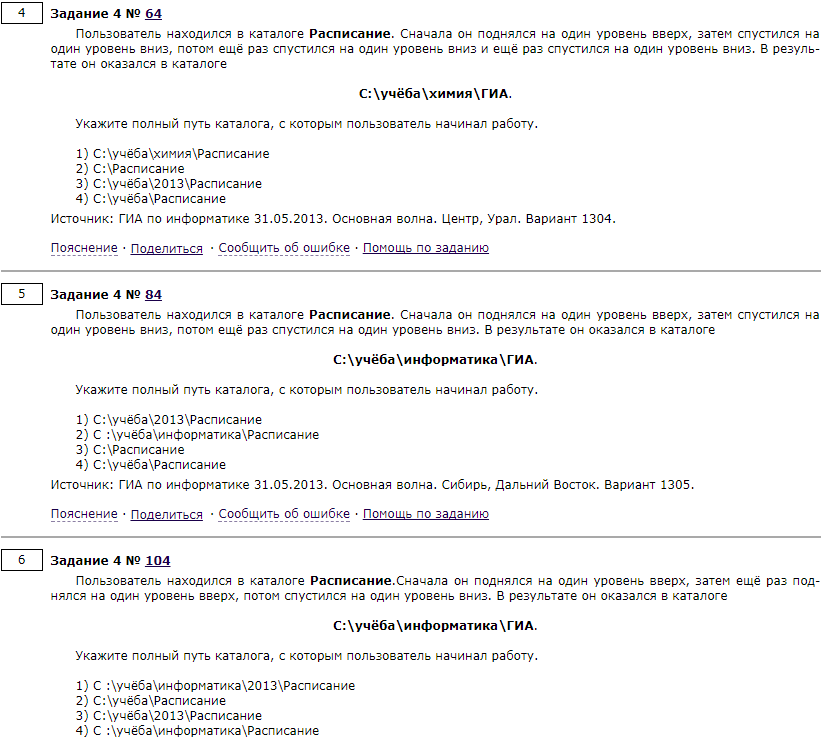 4
Задание 4 № 64
Пользователь находился в каталоге Расписание. Сначала он поднялся на один уровень вверх, затем спустился на
один уровень вниз, потом ещё раз спустился на один уровень вниз и ещё раз спустился на один уровень вниз. В резуль-
тате он оказался в каталоге
С:\учёба\химия\ГИА.
Укажите полный путь каталога, с которым пользователь начинал работу.
1) С:\учёба\химия\Расписание
2) С:\Расписание
3) С:\учёба\2013\Расписание
4) С:\учёба\Расписание
Источник: ГИА по информатике 31.05.2013. Основная волна. Центр, Урал. Вариант 1304.
Пояснение · Поделиться · Сообщить об ошибке · Помощь по заданию
5
Задание 4 № 84
Пользователь находился в каталоге Расписание. Сначала он поднялся на один уровень вверх, затем спустился на
один уровень вниз, потом ещё раз спустился на один уровень вниз. В результате он оказался в каталоге
С:\учёба\информатика\ГИА.
Укажите полный путь каталога, с которым пользователь начинал работу.
1) С:\учёба\2013\Расписание
2) С :\учёба\информатика\Расписание
3) С:\Расписание
4) С:\учёба\Расписание
Источник: ГИА по информатике 31.05.2013. Основная волна. Сибирь, Дальний Восток. Вариант 1305.
Пояснение · Поделиться · Сообщить об ошибке · Помощь по заданию
6
Задание 4 № 104
Пользователь находился в каталоге Расписание.Сначала он поднялся на один уровень вверх, затем ещё раз под-
нялся на один уровень вверх, потом спустился на один уровень вниз. В результате он оказался в каталоге
С:\учёба\информатика\ГИА.
Укажите полный путь каталога, с которым пользователь начинал работу.
1) С :\учёба\информатика\2013\Расписание
2) С:\учёба\Расписание
3) С:\учёба\2013\Расписание
4) С :\учёба\информатика\Расписание